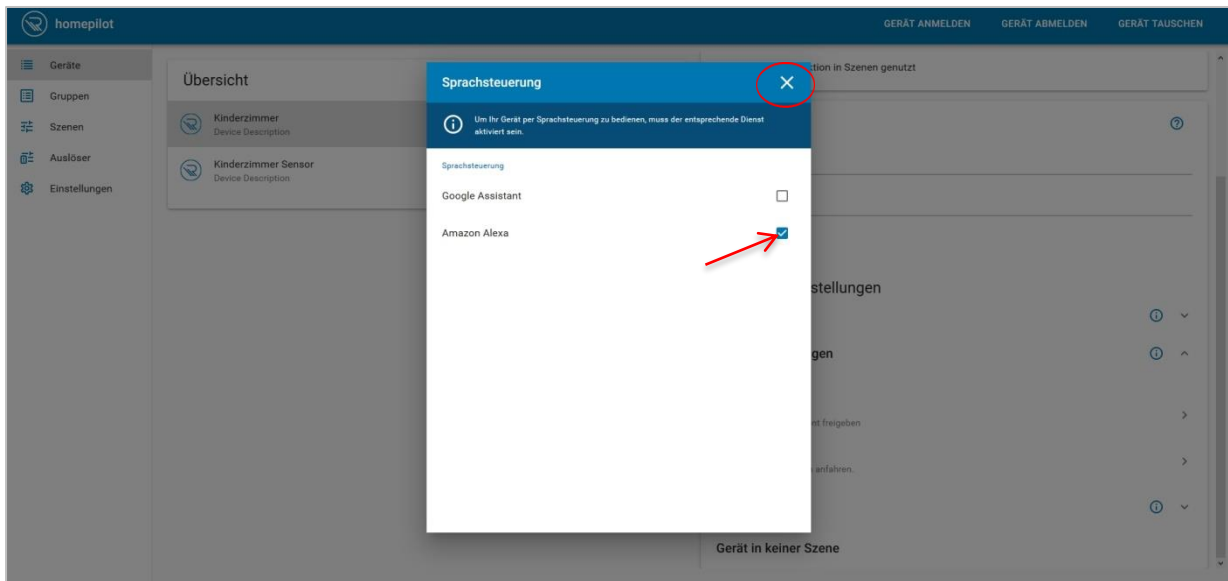 homepilot
GERÄT ANMELDEN
GERÄT ABMELDEN
GERÄT TAUSCHEN
Geräte
Gruppen
Szenen
Auslöser
Einstellungen
Übersicht
Kinderzimmer
Device Description
Kinderzimmer Sensor
Device Description
Sprachsteuerung
Um Ihr Gerät per Sprachsteuerung zu bedienen, muss der entsprechende Dienst
aktiviert sein.
Sprachsteuerung
Google Assistant
Amazon Alexa
in Szenen genutzt
stellungen
gen
freigeben
anfahren.
Gerät in keiner Szene